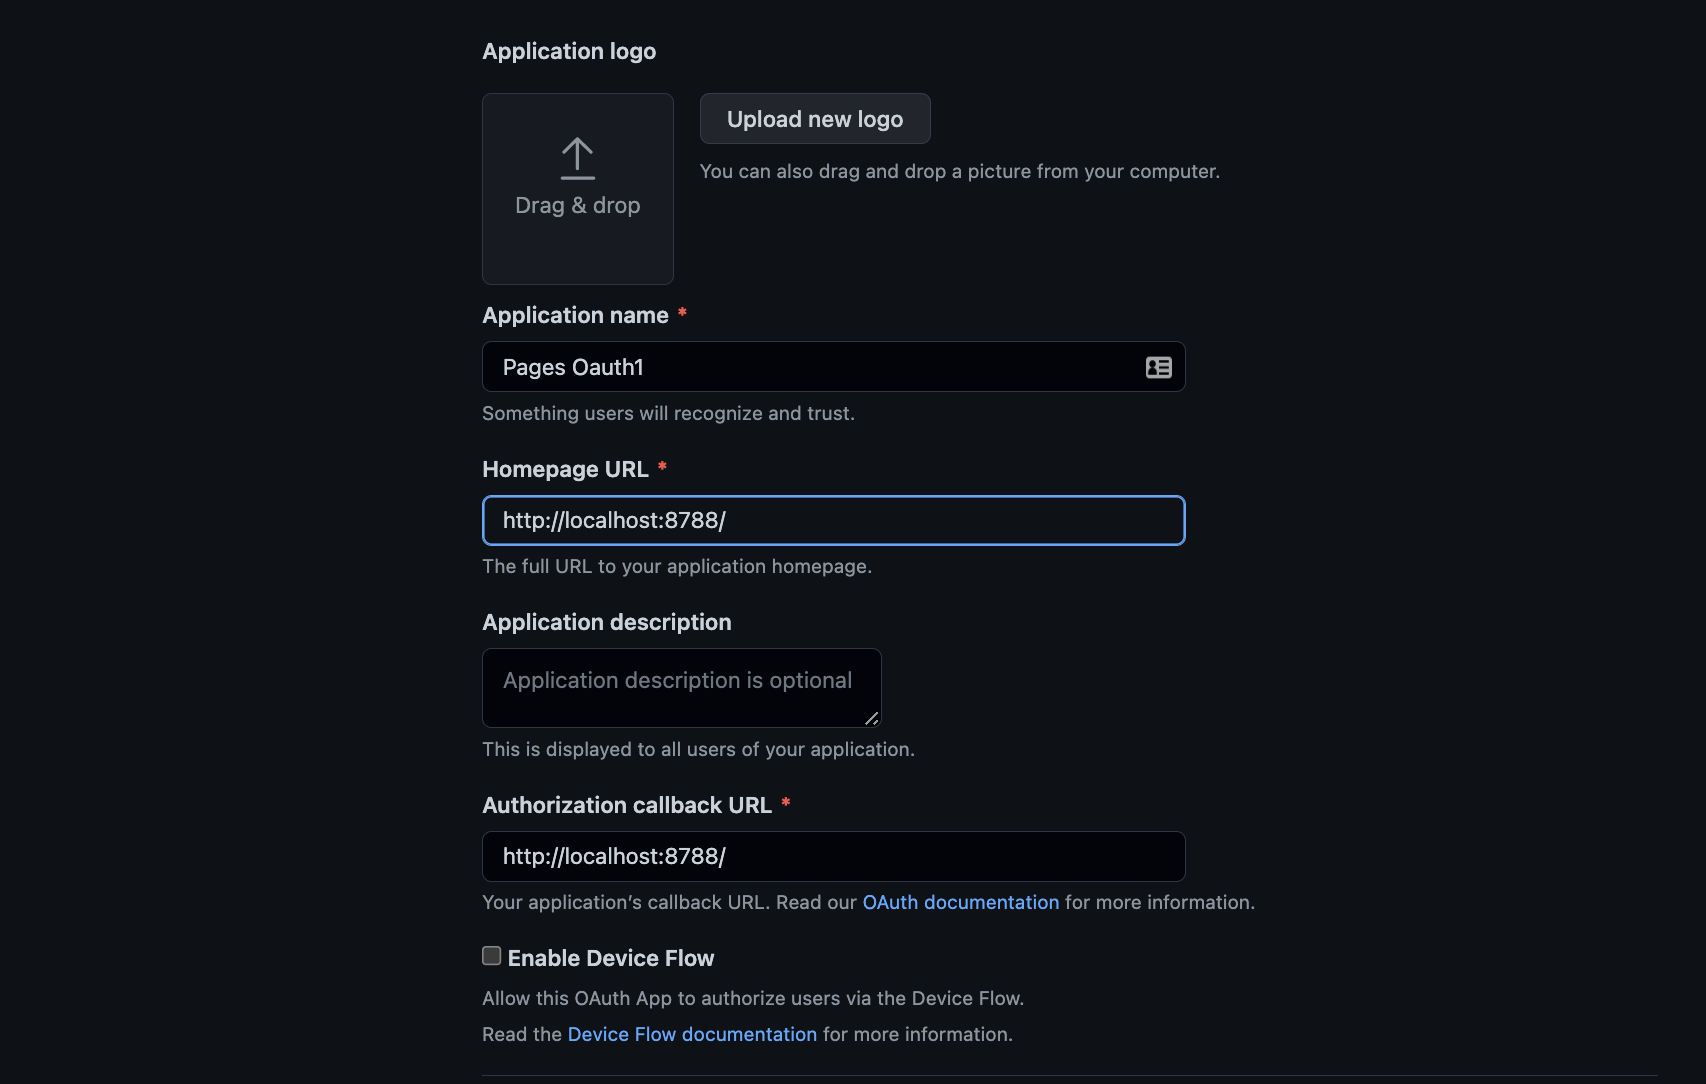 Application logo
Upload new logo
You can also drag and drop a picture from your computer.
Drag & drop
Application name *
Pages Oauth1
Something users will recognize and trust.
Homepage URL *
http://localhost:8788/
The full URL to your application homepage.
Application description
Application description is optional
This is displayed to all users of your application.
Authorization callback URL *
http://localhost:8788/
Your application’s callback URL. Read our OAuth documentation for more information.
Enable Device Flow
Allow this OAuth App to authorize users via the Device Flow.
Read the Device Flow documentation for more information.